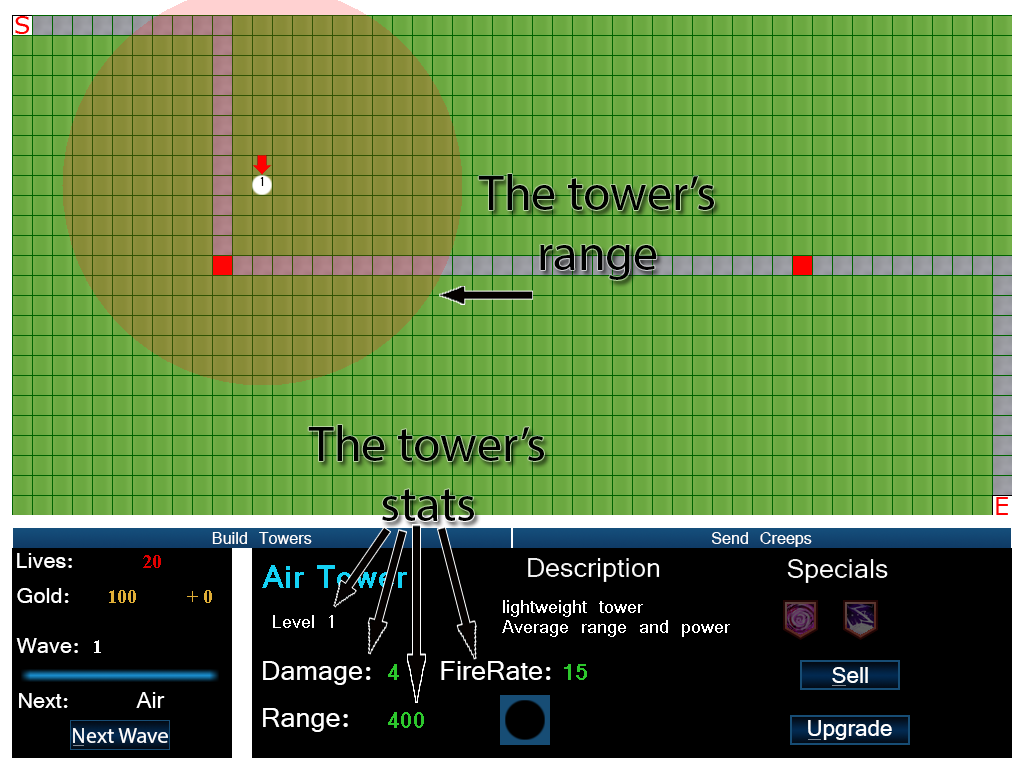 S
1
The tower's
range
The tower's
stats
E
Build Towers
Send Creeps
Lives: 20
Gold: 100 + 0
Wave: 1
Next: Air
Next Wave
Air Tower
Level 1
Damage: 4 FireRate: 15
Range: 400
Description
lightweight tower
Average range and power
Specials
Sell
Upgrade